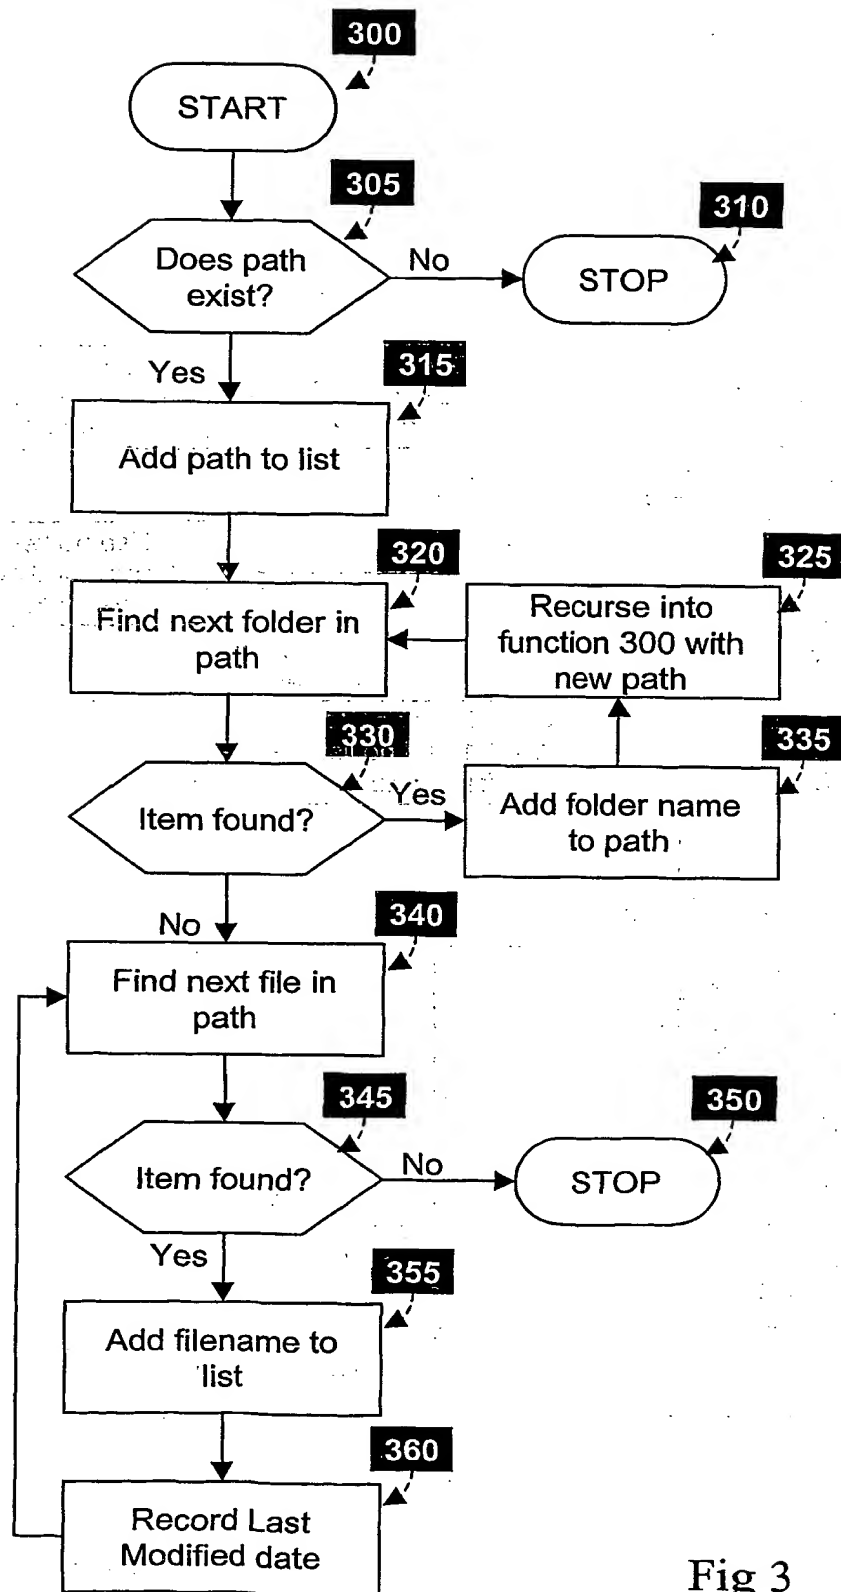 300
START
305
Does path
exist?
No
310
STOP
Yes
315
Add path to list
320
Find next folder in
path
325
Recurse into
function 300 with
new path
330
Item found?
Yes
335
Add folder name
to path
No
340
Find next file in
path
345
Item found?
No
350
STOP
Yes
355
Add filename to
list
360
Record Last
Modified date
Fig 3